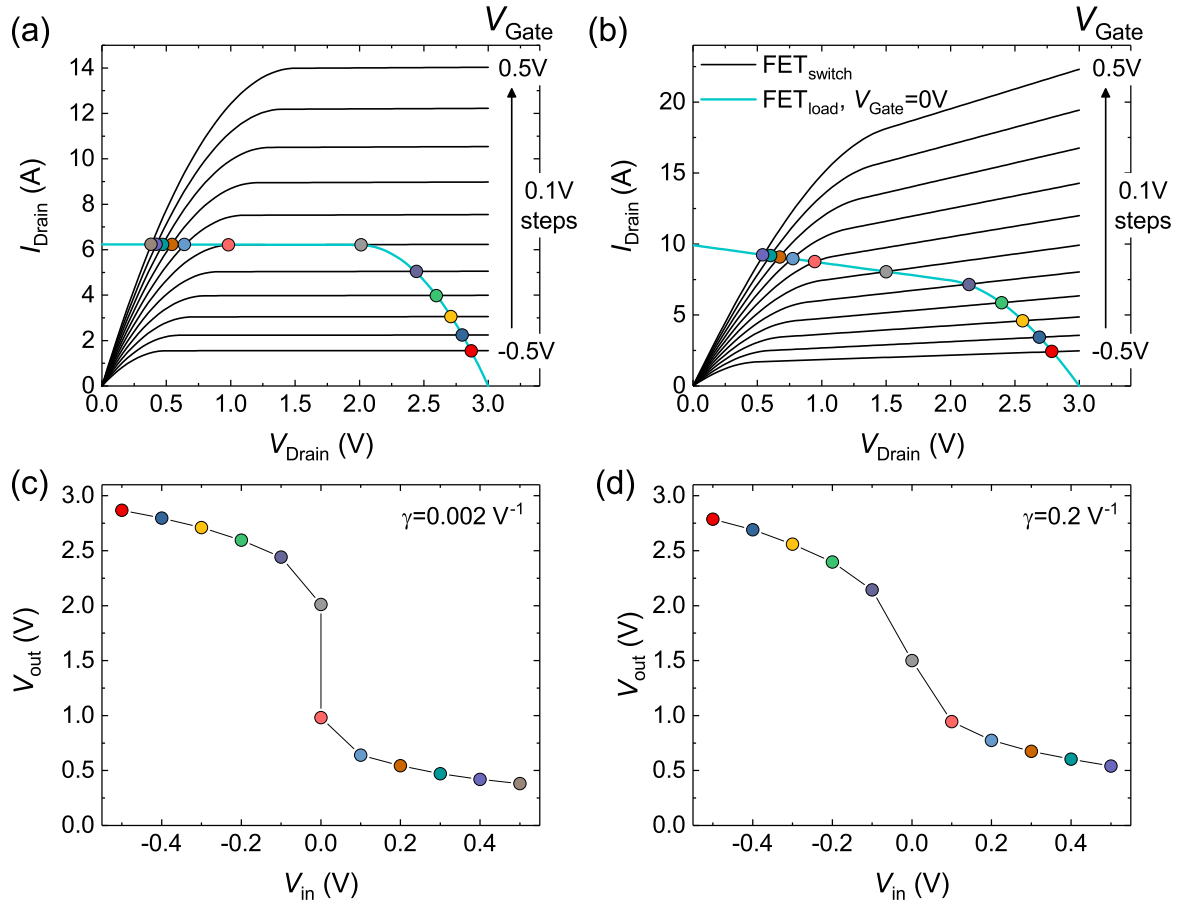 (a)
V_Gate
I_Drain (A)
14
12
10
8
6
4
2
0
0.5V
0.1V
steps
-0.5V
0.0 0.5 1.0 1.5 2.0 2.5 3.0
V_Drain (V)
(b)
V_Gate
I_Drain (A)
20
15
10
5
0
FET_switch
FET_load, V_Gate=0V
0.5V
0.1V
steps
-0.5V
0.0 0.5 1.0 1.5 2.0 2.5 3.0
V_Drain (V)
(c)
V_out (V)
3.0
2.5
2.0
1.5
1.0
0.5
0.0
γ=0.002 V⁻¹
-0.4 -0.2 0.0 0.2 0.4
V_in (V)
(d)
V_out (V)
3.0
2.5
2.0
1.5
1.0
0.5
0.0
γ=0.2 V⁻¹
-0.4 -0.2 0.0 0.2 0.4
V_in (V)